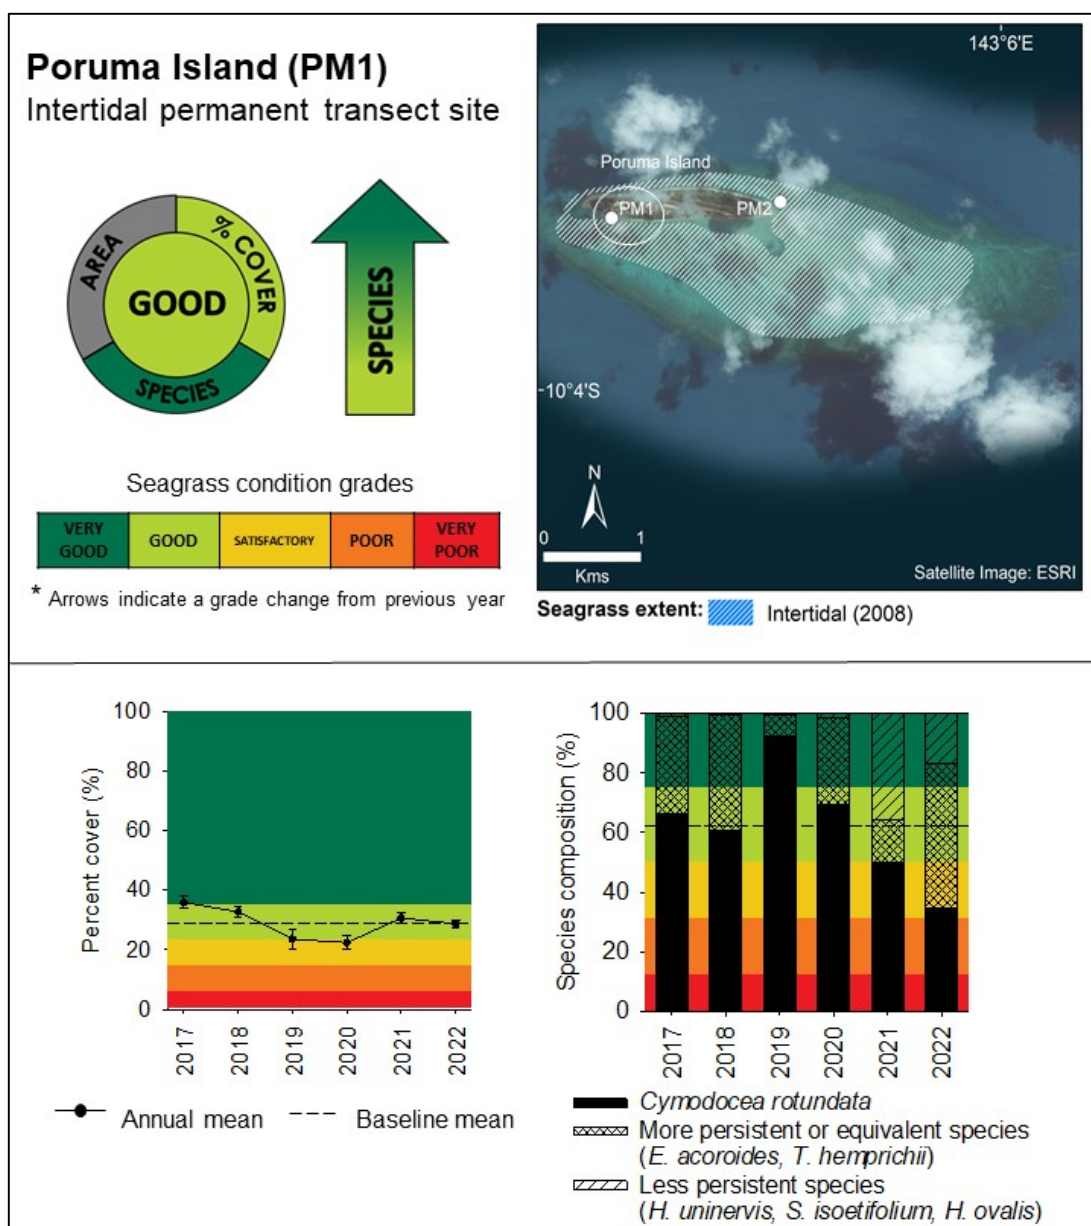 Poruma Island (PM1)
Intertidal permanent transect site
AREA
% COVER
GOOD
SPECIES
SPECIES
Seagrass condition grades
VERY GOOD
GOOD
SATISFACTORY
POOR
VERY POOR
* Arrows indicate a grade change from previous year
143°6'E
Poruma Island
PM1
PM2
-10°4'S
N
0 1
Kms
Satellite Image: ESRI
Seagrass extent: Intertidal (2008)
Percent cover (%)
100
80
60
40
20
0
2017 2018 2019 2020 2021 2022
Annual mean
Baseline mean
Species composition (%)
100
80
60
40
20
0
2017 2018 2019 2020 2021 2022
Cymodocea rotundata
More persistent or equivalent species
(E. acoroides, T. hemprichii)
Less persistent species
(H. uninervis, S. isoetifolium, H. ovalis)